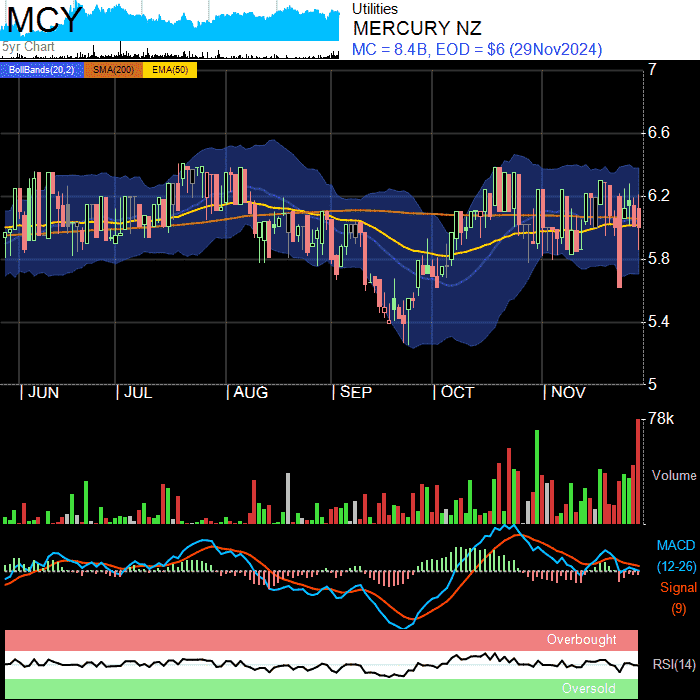 MCY
5yr Chart
Utilities
MERCURY NZ
MC = 8.4B, EOD = $6 (29Nov2024)
BollBands(20,2) SMA(200) EMA(50)
7
6.6
6.2
5.8
5.4
5
JUN JUL AUG SEP OCT NOV
78k
Volume
MACD
(12-26)
Signal
(9)
Overbought
RSI(14)
Oversold